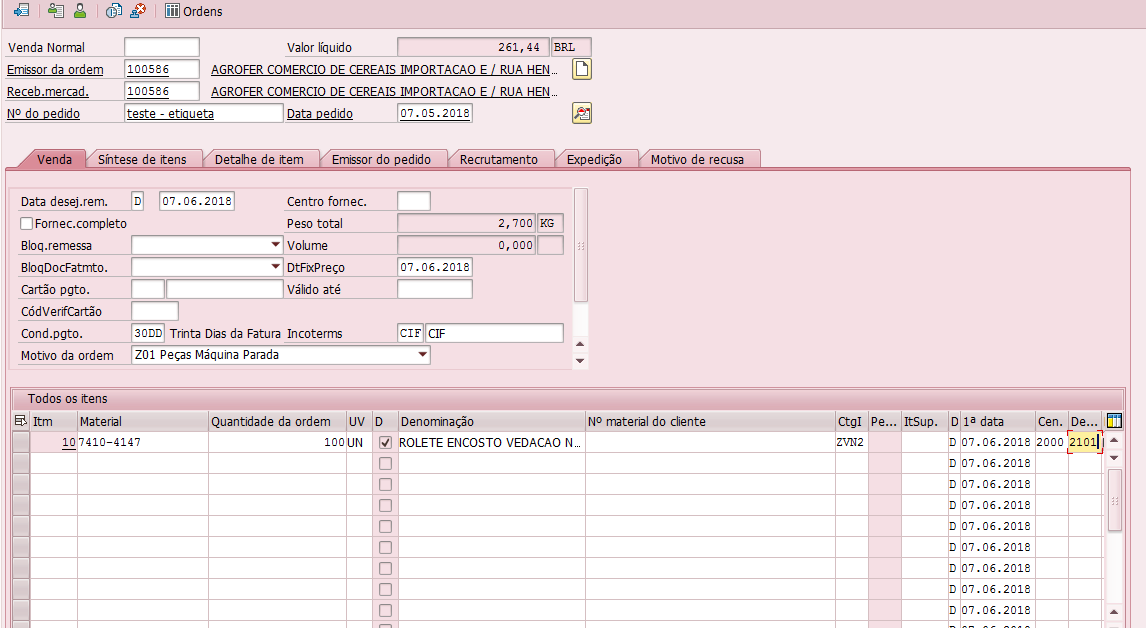 Ordens
Venda Normal Valor líquido 261,44 BRL
Emissor da ordem 100586 AGROFER COMERCIO DE CEREAIS IMPORTACAO E / RUA HEN…
Receb.mercad. 100586 AGROFER COMERCIO DE CEREAIS IMPORTACAO E / RUA HEN…
Nº do pedido teste - etiqueta Data pedido 07.05.2018
Venda Síntese de itens Detalhe de item Emissor do pedido Recrutamento Expedição Motivo de recusa
Data desej.rem. D 07.06.2018 Centro fornec.
Fornec.completo Peso total 2,700 KG
Bloq.remessa Volume 0,000
BloqDocFatmto. DtFixPreço 07.06.2018
Cartão pgto. Válido até
CódVerifCartão
Cond.pgto. 30DD Trinta Dias da Fatura Incoterms CIF CIF
Motivo da ordem Z01 Peças Máquina Parada
Todos os itens
Itm Material Quantidade da ordem UV D Denominação Nº material do cliente CtgI Pe... ItSup. D 1ª data Cen. De...
10 7410-4147 100 UN ROLETE ENCOSTO VEDACAO N… ZVN2 D 07.06.2018 2000 2101
D 07.06.2018
D 07.06.2018
D 07.06.2018
D 07.06.2018
D 07.06.2018
D 07.06.2018
D 07.06.2018
D 07.06.2018